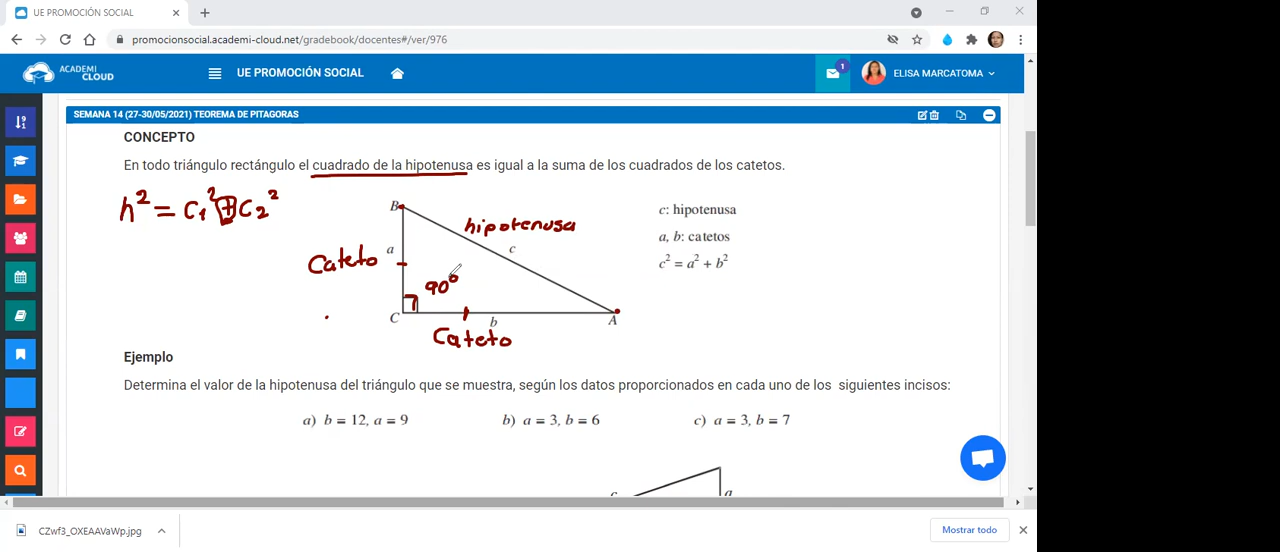 UE PROMOCIÓN SOCIAL
promocionsocial.academi-cloud.net/gradebook/docentes#/ver/976
ACADEMI CLOUD
UE PROMOCIÓN SOCIAL
1
ELISA MARCATOMA
SEMANA 14 (27-30/05/2021) TEOREMA DE PITAGORAS
CONCEPTO
En todo triángulo rectángulo el cuadrado de la hipotenusa es igual a la suma de los cuadrados de los catetos.
h² = c₁² + c₂²
B
hipotenusa
c: hipotenusa
a
c
a, b: catetos
Cateto
c² = a² + b²
90°
C
b
A
Cateto
Ejemplo
Determina el valor de la hipotenusa del triángulo que se muestra, según los datos proporcionados en cada uno de los siguientes incisos:
a) b = 12, a = 9
b) a = 3, b = 6
c) a = 3, b = 7
c
a
CZwf3_OXEAAVaWp.jpg
Mostrar todo